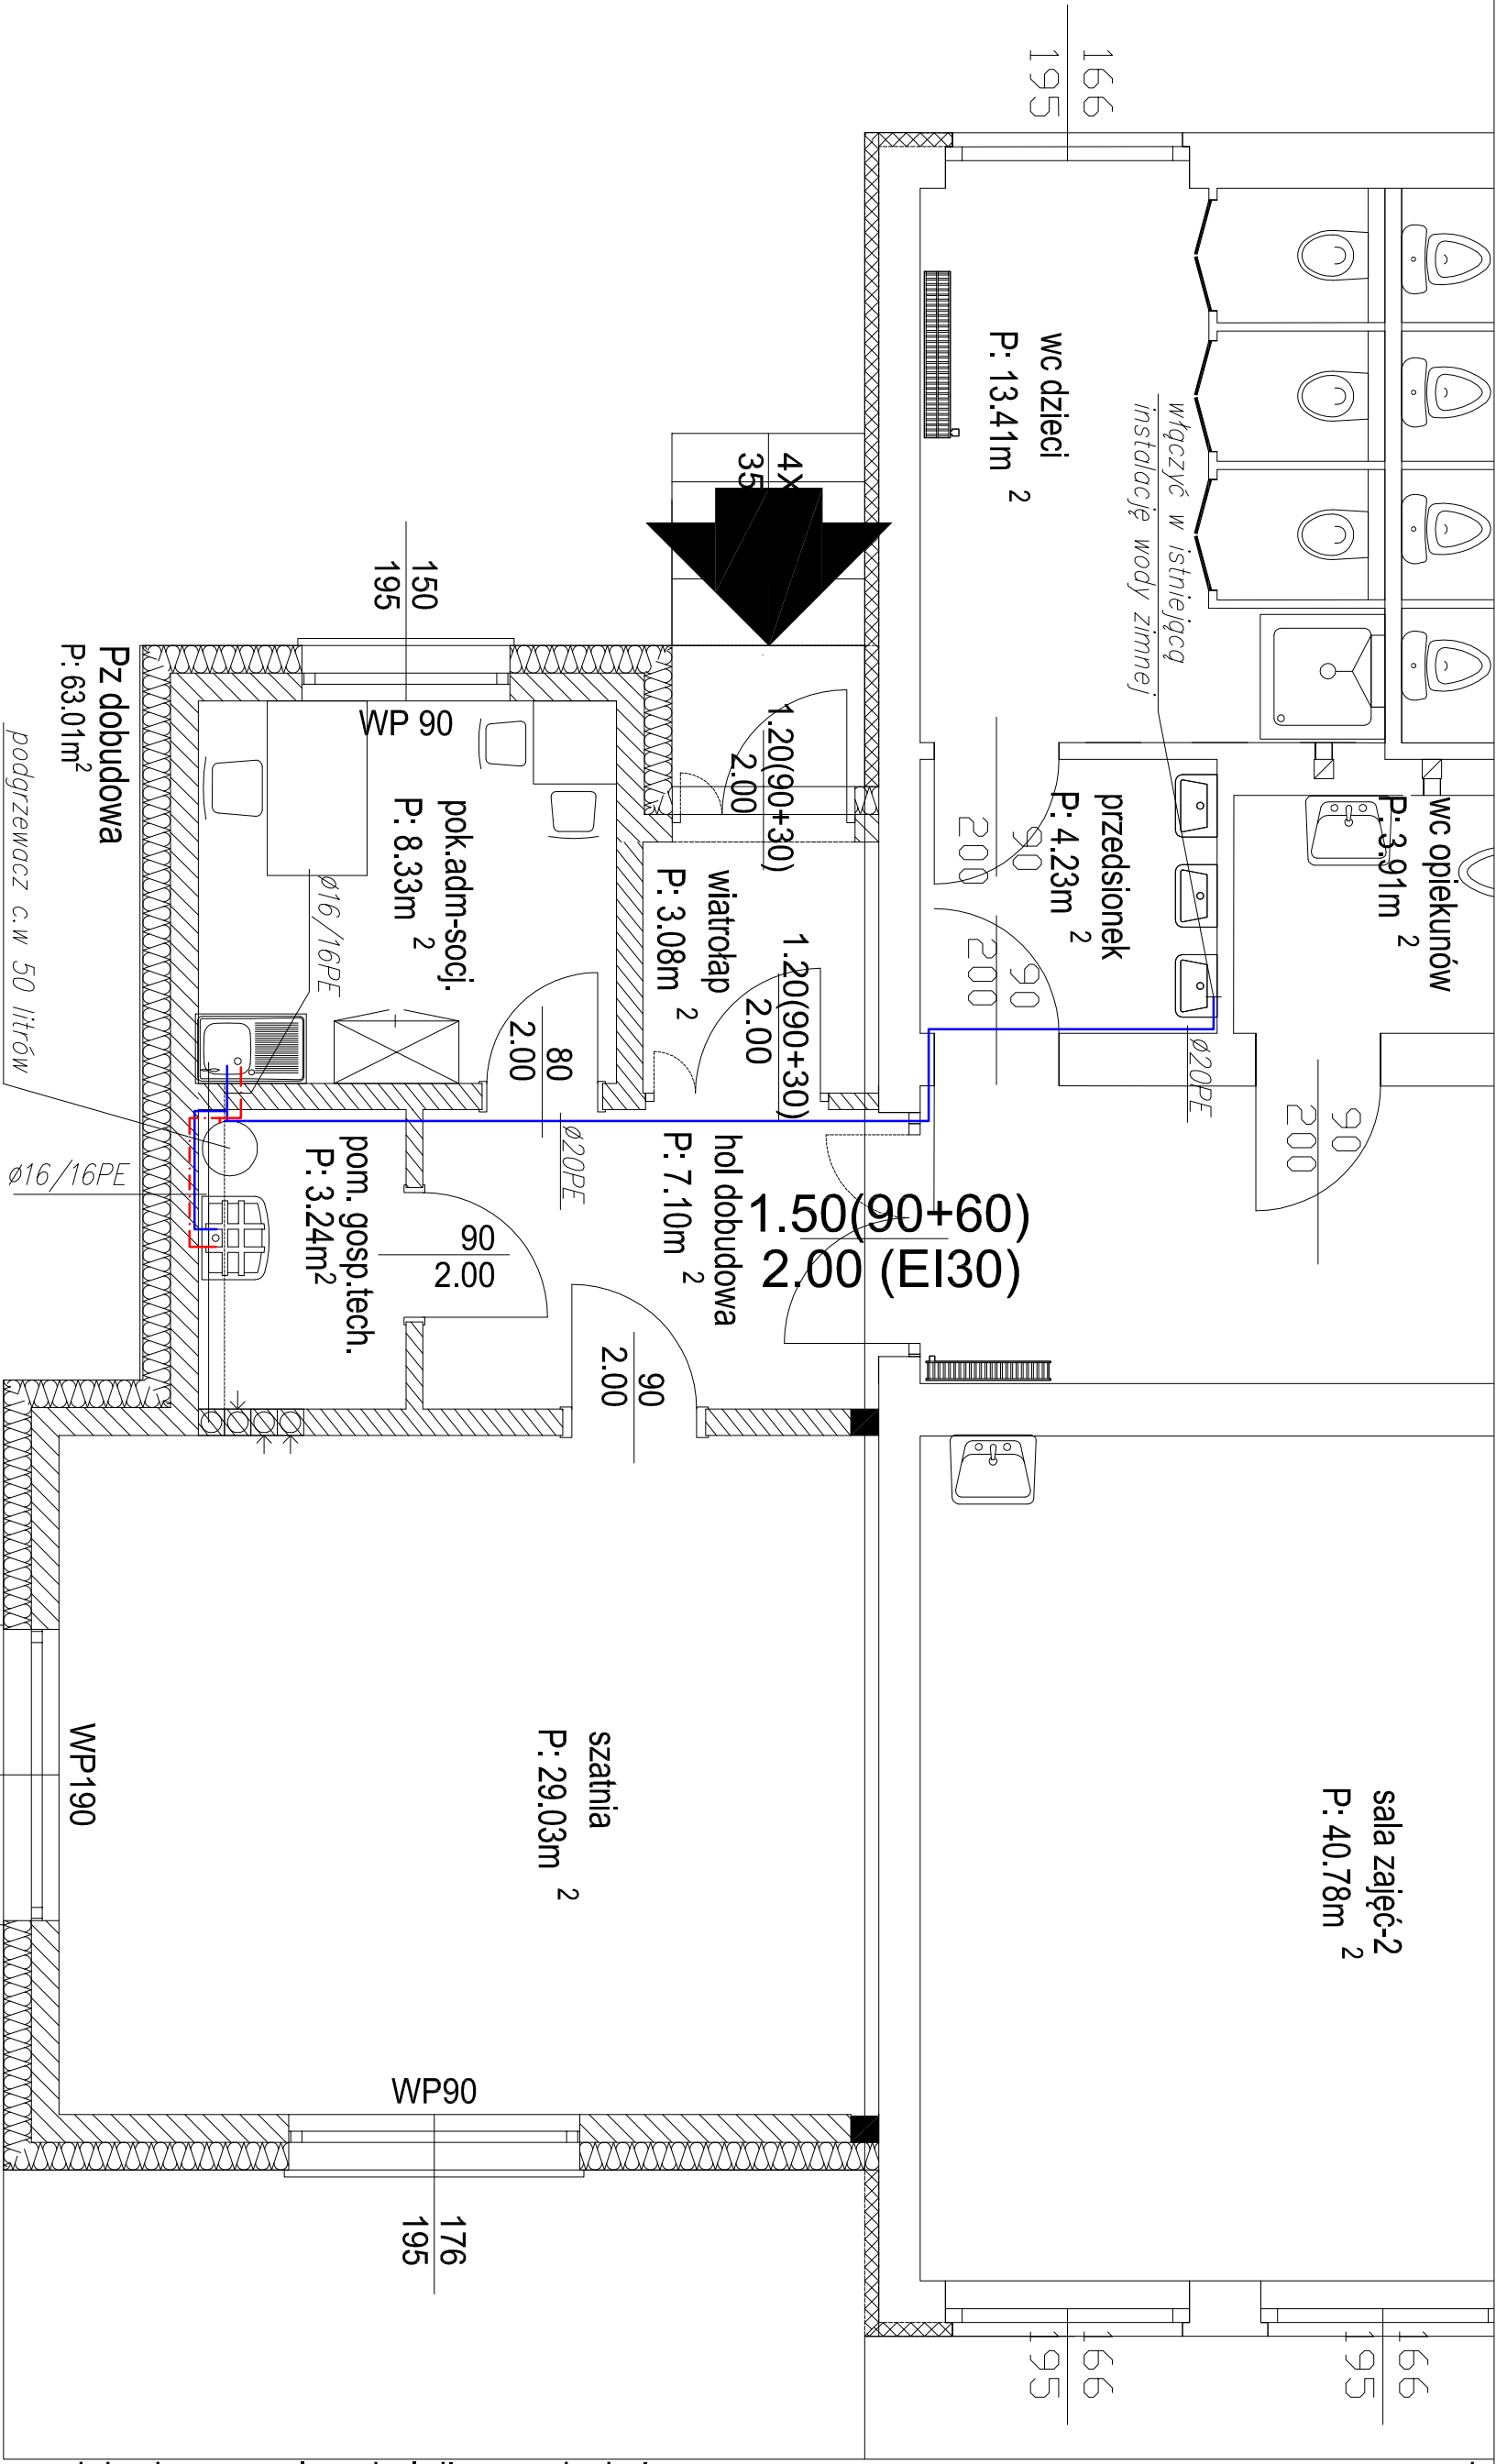 166
195
wc dzieci
P: 13.41m 2
włączyć w istniejącą
instalację wody zimnej
wc opiekunów
P: 3.91m 2
przedsionek
P: 4.23m 2
90
200
90
200
ø20PE
90
200
4X
35
1.20(90+30)
2.00
wiatrołap
P: 3.08m 2
1.20(90+30)
2.00
150
195
WP 90
pok.adm-socj.
P: 8.33m 2
ø16/16PE
80
2.00
ø20PE
Pz dobudowa
P: 63.01m2
podgrzewacz c.w 50 litrów
ø16/16PE
pom. gosp.tech.
P: 3.24m2
90
2.00
hol dobudowa
P: 7.10m 2
1.50(90+60)
2.00 (EI30)
90
2.00
szatnia
P: 29.03m 2
WP190
WP90
176
195
sala zajęć-2
P: 40.78m 2
166
195
166
195